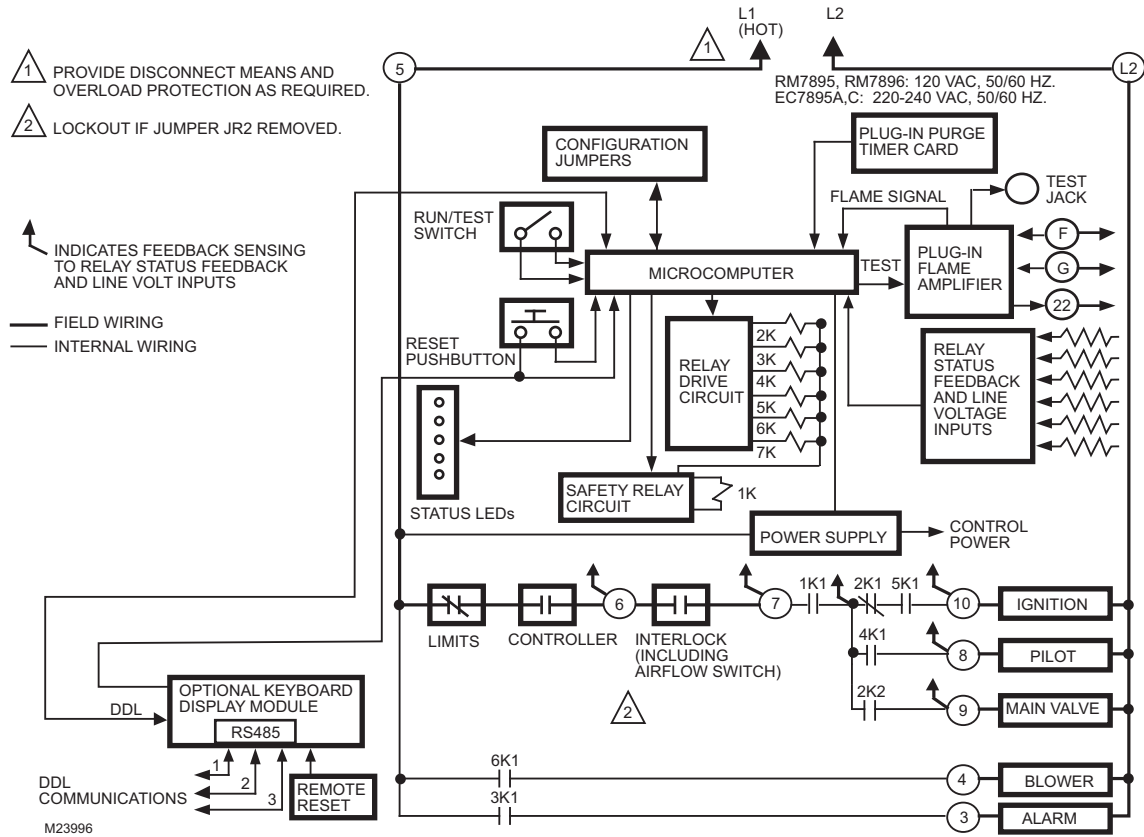 L1
(HOT)
L2
1
5
L2
1
PROVIDE DISCONNECT MEANS AND
OVERLOAD PROTECTION AS REQUIRED.
2
LOCKOUT IF JUMPER JR2 REMOVED.
RM7895, RM7896: 120 VAC, 50/60 HZ.
EC7895A,C: 220-240 VAC, 50/60 HZ.
CONFIGURATION
JUMPERS
PLUG-IN PURGE
TIMER CARD
FLAME SIGNAL
TEST
JACK
RUN/TEST
SWITCH
INDICATES FEEDBACK SENSING
TO RELAY STATUS FEEDBACK
AND LINE VOLT INPUTS
MICROCOMPUTER
TEST
PLUG-IN
FLAME
AMPLIFIER
F
G
22
FIELD WIRING
INTERNAL WIRING
RESET
PUSHBUTTON
RELAY
DRIVE
CIRCUIT
2K
3K
4K
5K
6K
7K
RELAY
STATUS
FEEDBACK
AND LINE
VOLTAGE
INPUTS
STATUS LEDs
SAFETY RELAY
CIRCUIT
1K
POWER SUPPLY
CONTROL
POWER
LIMITS
CONTROLLER
6
INTERLOCK
(INCLUDING
AIRFLOW SWITCH)
2
7
1K1
2K1
5K1
10
IGNITION
4K1
8
PILOT
2K2
9
MAIN VALVE
OPTIONAL KEYBOARD
DISPLAY MODULE
DDL
RS485
1
2
3
DDL
COMMUNICATIONS
REMOTE
RESET
6K1
4
BLOWER
3K1
3
ALARM
M23996